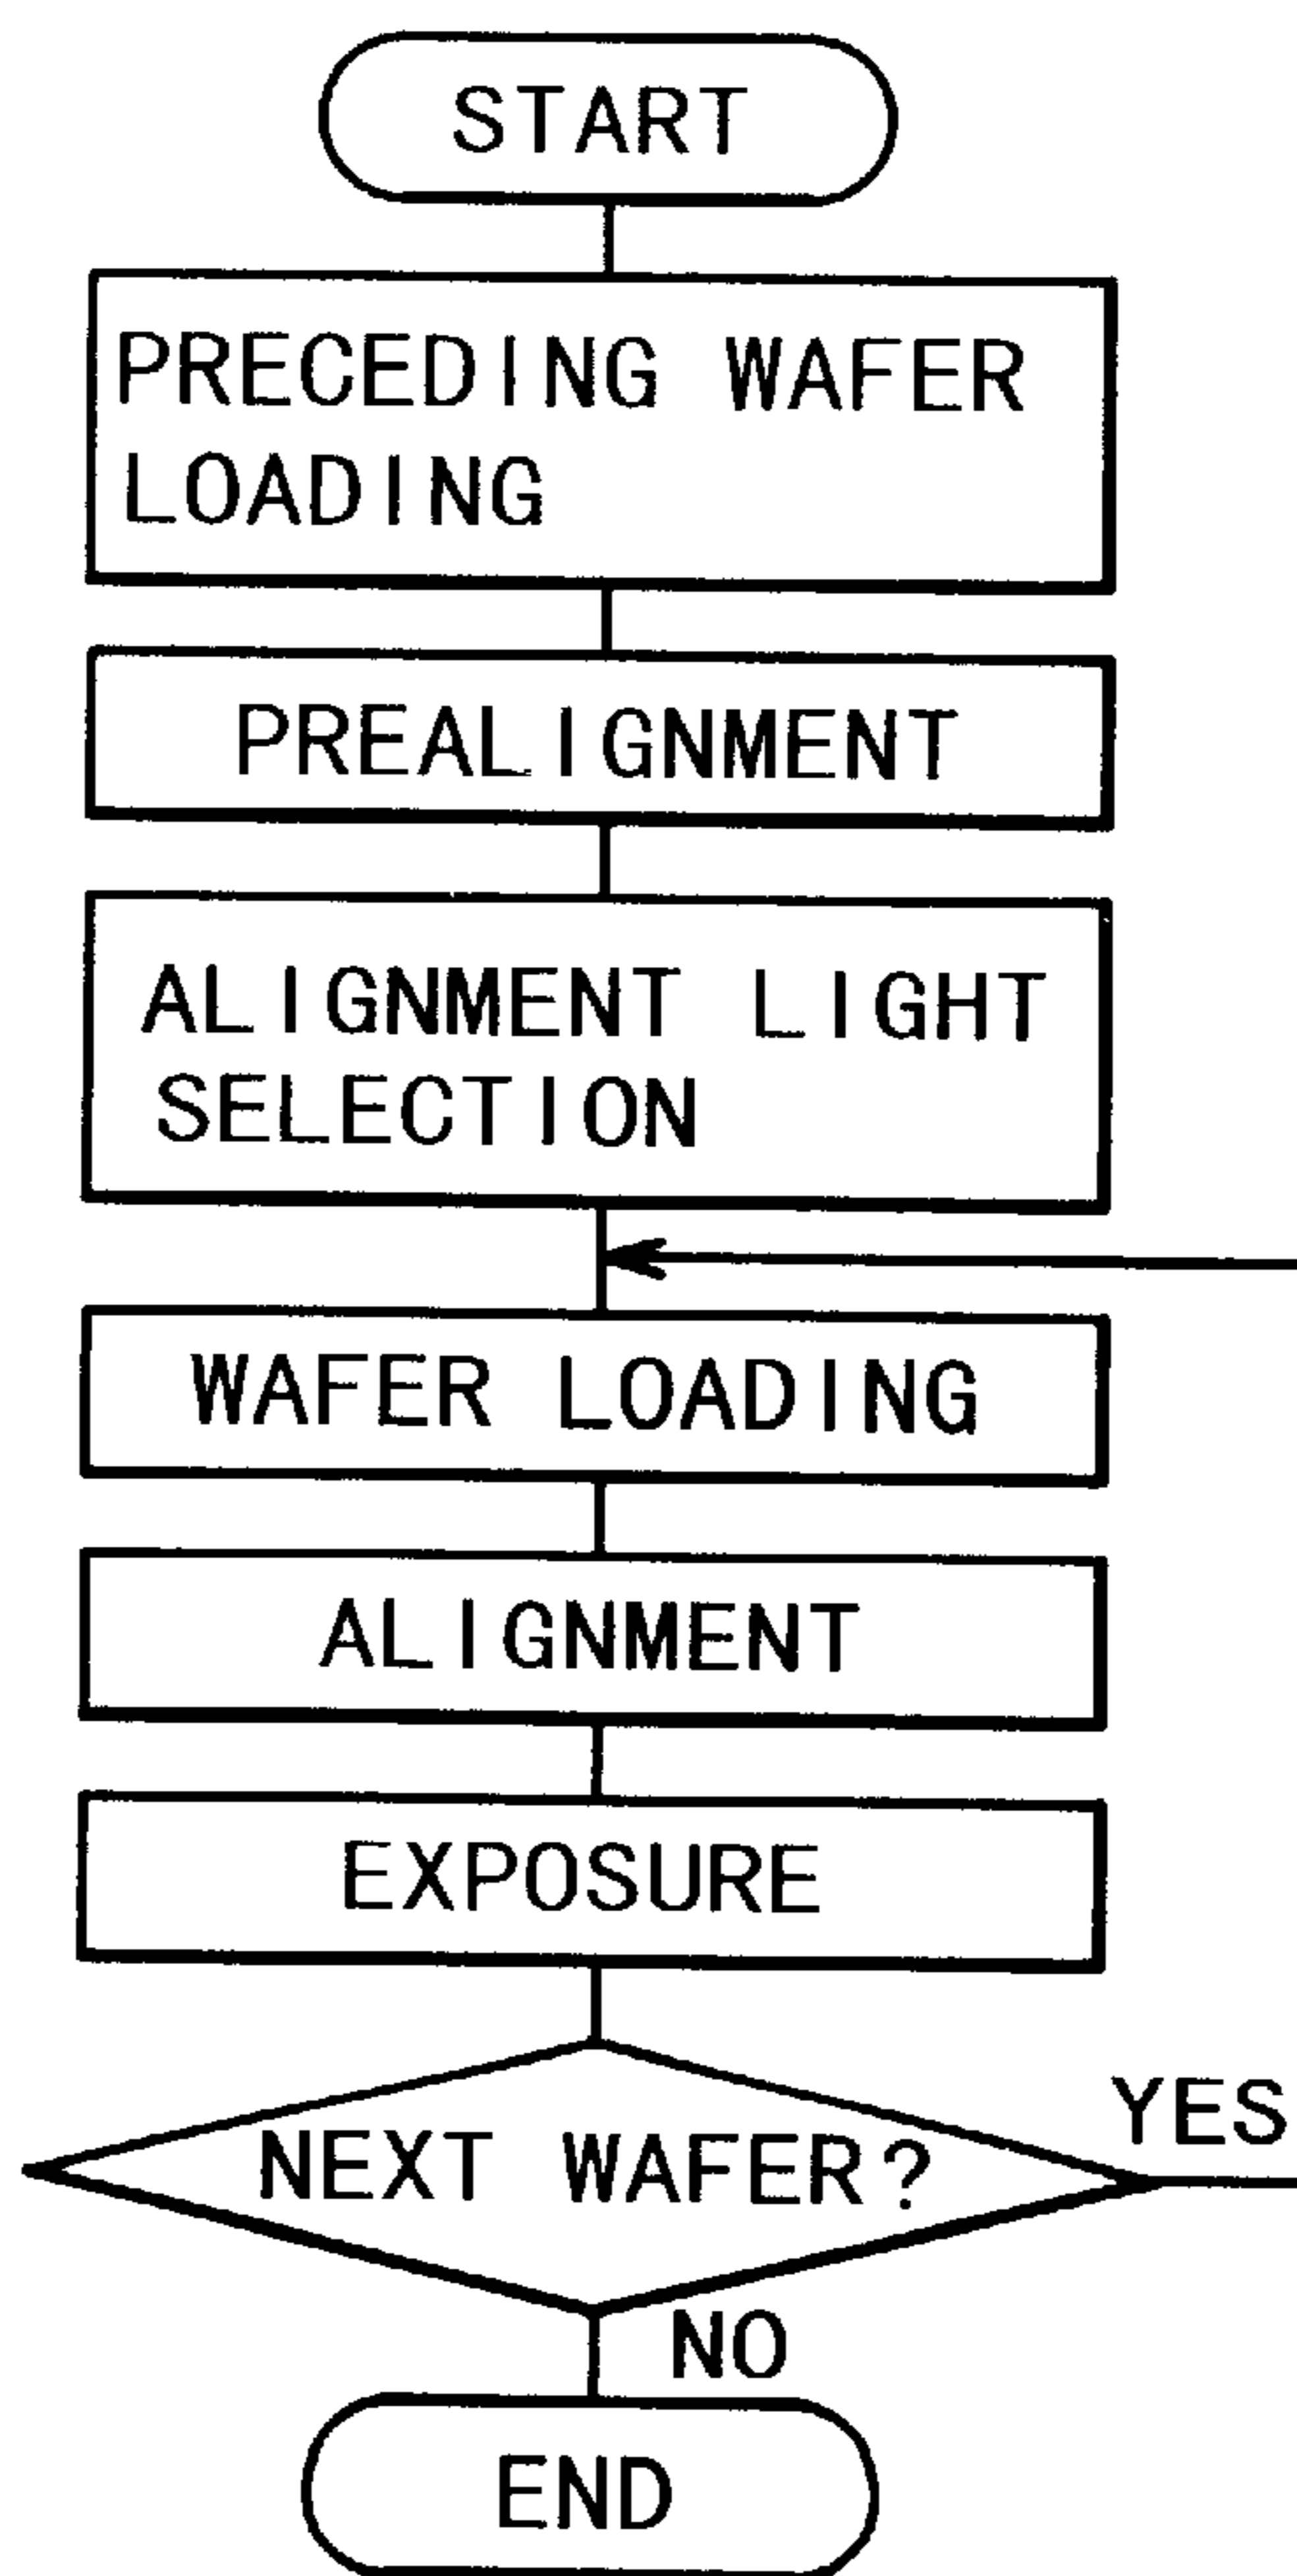 START
PRECEDING WAFER
LOADING
PREALIGNMENT
ALIGNMENT LIGHT
SELECTION
WAFER LOADING
ALIGNMENT
EXPOSURE
YES
NEXT WAFER?
NO
END